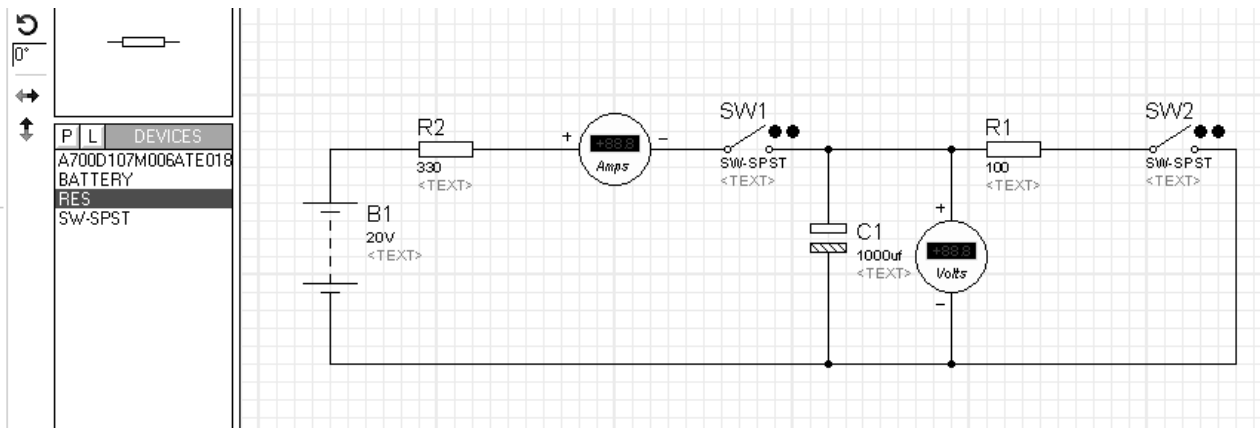 0°
P L DEVICES
A700D107M006ATE018
BATTERY
RES
SW-SPST
R2
330
<TEXT>
+ -
+88.8
Amps
SW1
SW-SPST
<TEXT>
R1
100
<TEXT>
SW2
SW-SPST
<TEXT>
B1
20V
<TEXT>
C1
1000uf
<TEXT>
+
+88.8
Volts
-